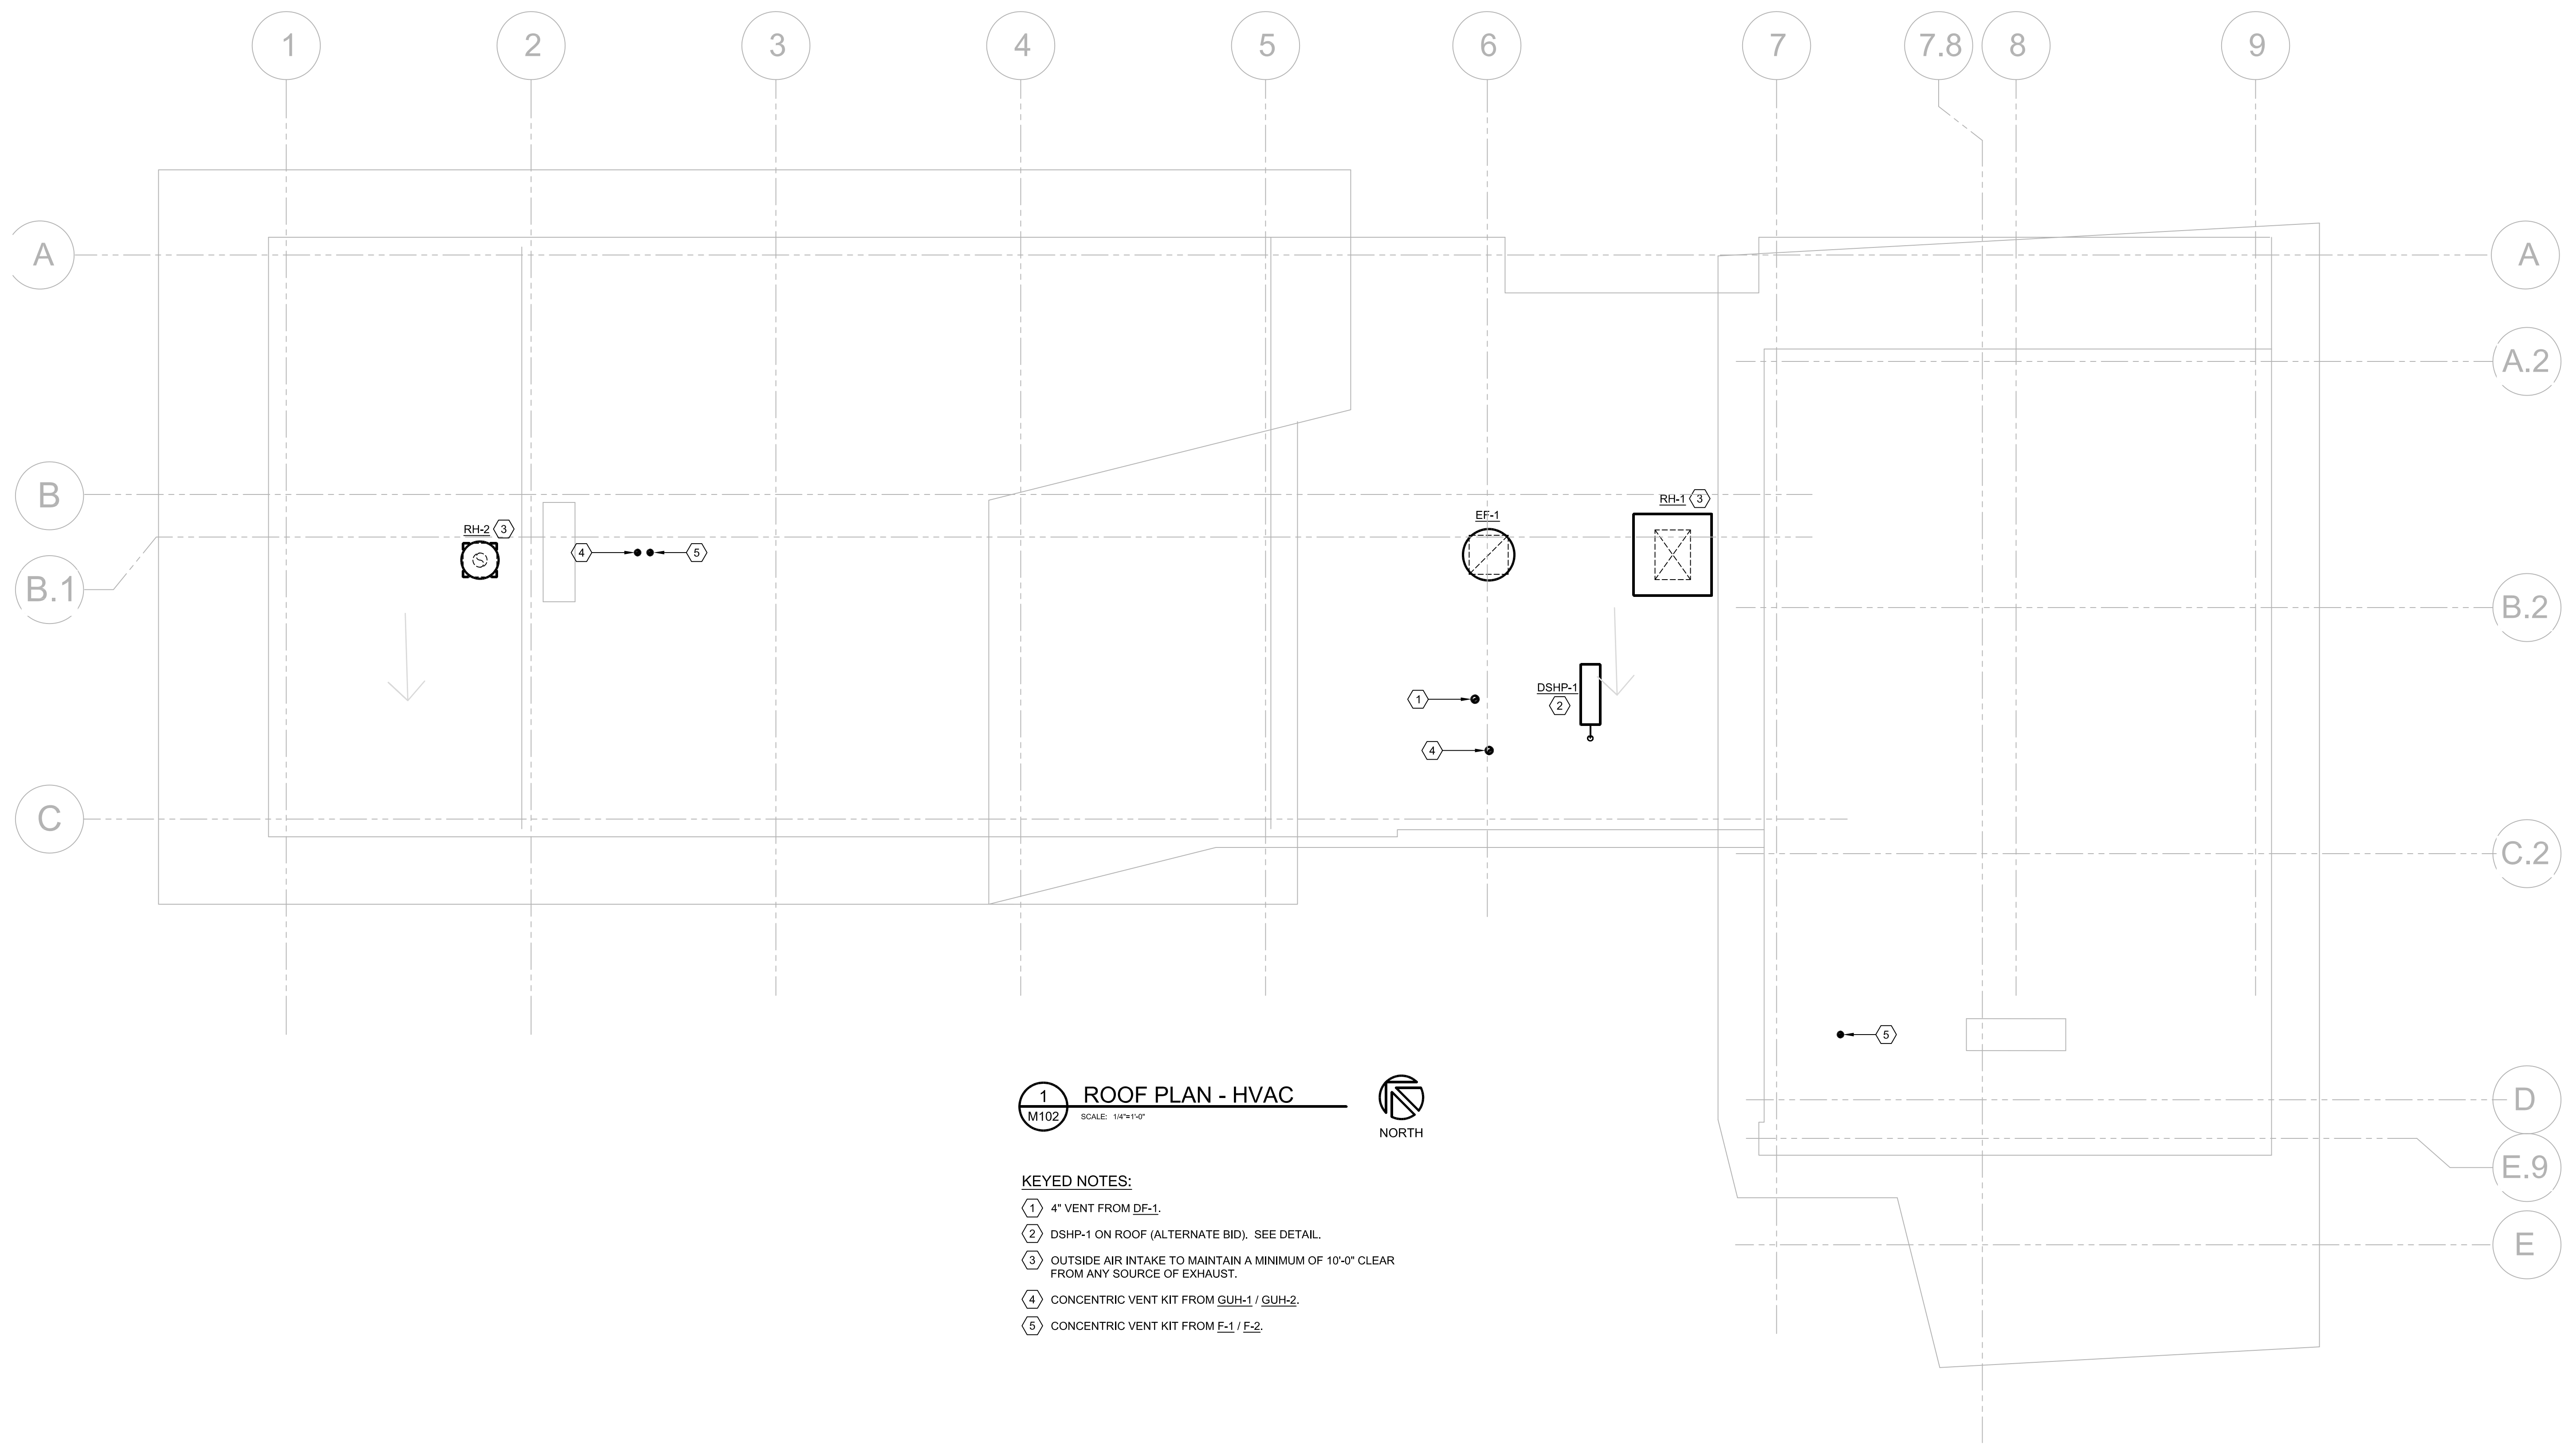 1
2
3
4
5
6
7
7.8
8
9
A
A
A.2
B
RH-1 3
EF-1
RH-2 3
4
5
B.1
B.2
DSHP-1
2
1
4
C
C.2
5
1
ROOF PLAN - HVAC
M102
SCALE: 1/4"=1'-0"
NORTH
D
E.9
E
KEYED NOTES:
1 4" VENT FROM DF-1.
2 DSHP-1 ON ROOF (ALTERNATE BID). SEE DETAIL.
3 OUTSIDE AIR INTAKE TO MAINTAIN A MINIMUM OF 10'-0" CLEAR
FROM ANY SOURCE OF EXHAUST.
4 CONCENTRIC VENT KIT FROM GUH-1 / GUH-2.
5 CONCENTRIC VENT KIT FROM F-1 / F-2.